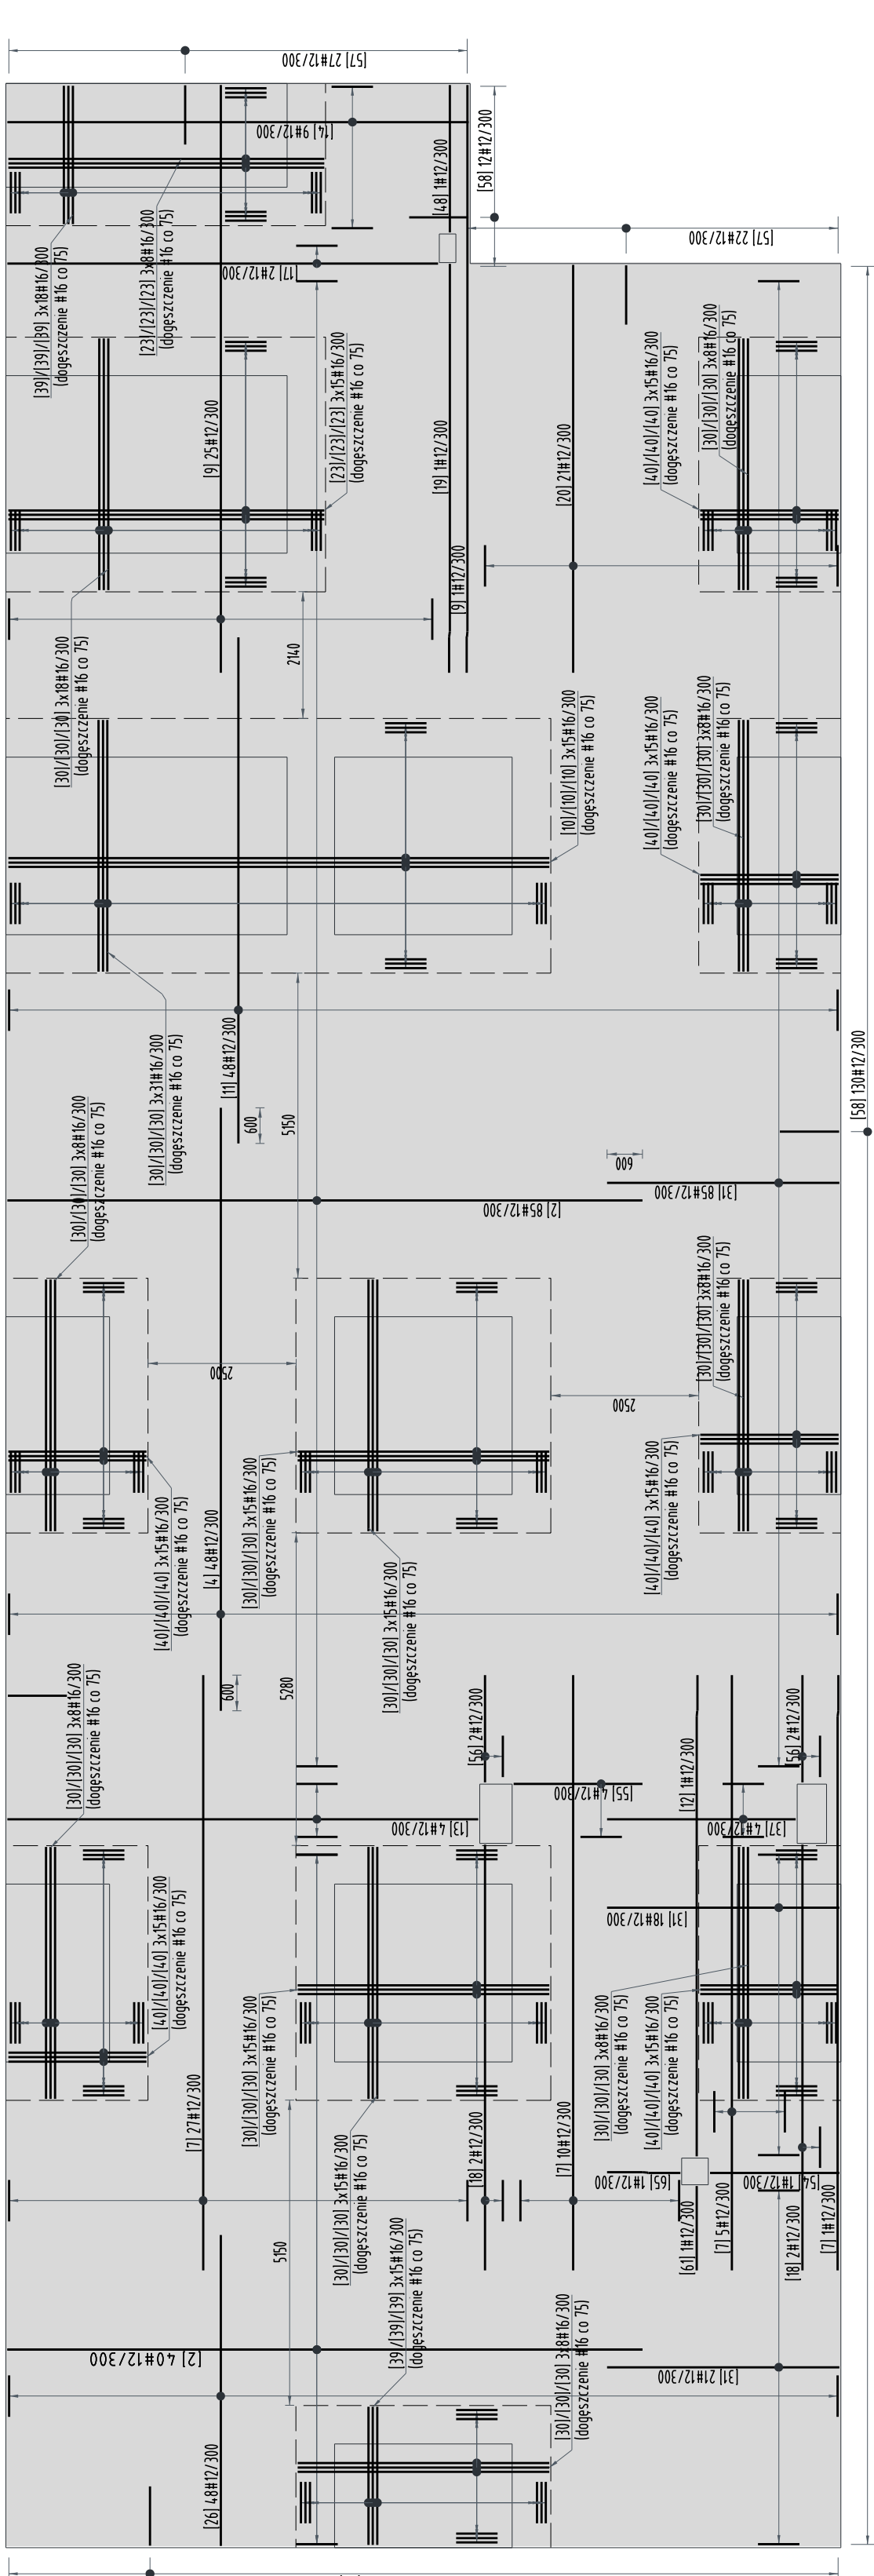 [57] 27#12/300
[14] 9#12/300
[48] 1#12/300
[58] 12#12/300
[57] 22#12/300
[17] 2#12/300
[39]/[39]/[39] 3x18#16/300
(dogęszczenie #16 co 75)
[23]/[23]/[23] 3x8#16/300
(dogęszczenie #16 co 75)
[9] 25#12/300
[23]/[23]/[23] 3x15#16/300
(dogęszczenie #16 co 75)
[19] 1#12/300
[20] 21#12/300
[40]/[40]/[40] 3x15#16/300
(dogęszczenie #16 co 75)
[30]/[30]/[30] 3x8#16/300
(dogęszczenie #16 co 75)
[9] 1#12/300
[30]/[30]/[30] 3x18#16/300
(dogęszczenie #16 co 75)
2140
[10]/[10]/[10] 3x15#16/300
(dogęszczenie #16 co 75)
[40]/[40]/[40] 3x15#16/300
(dogęszczenie #16 co 75)
[30]/[30]/[30] 3x8#16/300
(dogęszczenie #16 co 75)
[30]/[30]/[30] 3x31#16/300
(dogęszczenie #16 co 75)
[11] 48#12/300
600
5150
[58] 130#12/300
[30]/[30]/[30] 3x8#16/300
(dogęszczenie #16 co 75)
600
[31] 85#12/300
[2] 85#12/300
[30]/[30]/[30] 3x8#16/300
(dogęszczenie #16 co 75)
2500
2500
[40]/[40]/[40] 3x15#16/300
(dogęszczenie #16 co 75)
[4] 48#12/300
[30]/[30]/[30] 3x15#16/300
(dogęszczenie #16 co 75)
[30]/[30]/[30] 3x15#16/300
(dogęszczenie #16 co 75)
[40]/[40]/[40] 3x15#16/300
(dogęszczenie #16 co 75)
[30]/[30]/[30] 3x8#16/300
(dogęszczenie #16 co 75)
600
5280
[56] 2#12/300
[55] 4#12/300
[12] 1#12/300
[56] 2#12/300
[13] 4#12/300
[37] 4#12/300
[40]/[40]/[40] 3x15#16/300
(dogęszczenie #16 co 75)
[31] 18#12/300
[30]/[30]/[30] 3x15#16/300
(dogęszczenie #16 co 75)
[30]/[30]/[30] 3x8#16/300
(dogęszczenie #16 co 75)
[40]/[40]/[40] 3x15#16/300
(dogęszczenie #16 co 75)
[7] 27#12/300
[30]/[30]/[30] 3x15#16/300
(dogęszczenie #16 co 75)
[18] 2#12/300
[7] 10#12/300
[65] 1#12/300
[54] 1#12/300
[61] 1#12/300
[7] 5#12/300
[18] 2#12/300
[7] 1#12/300
5150
[39]/[39]/[39] 3x15#16/300
(dogęszczenie #16 co 75)
[2] 40#12/300
[30]/[30]/[30] 3x8#16/300
(dogęszczenie #16 co 75)
[31] 21#12/300
[26] 48#12/300